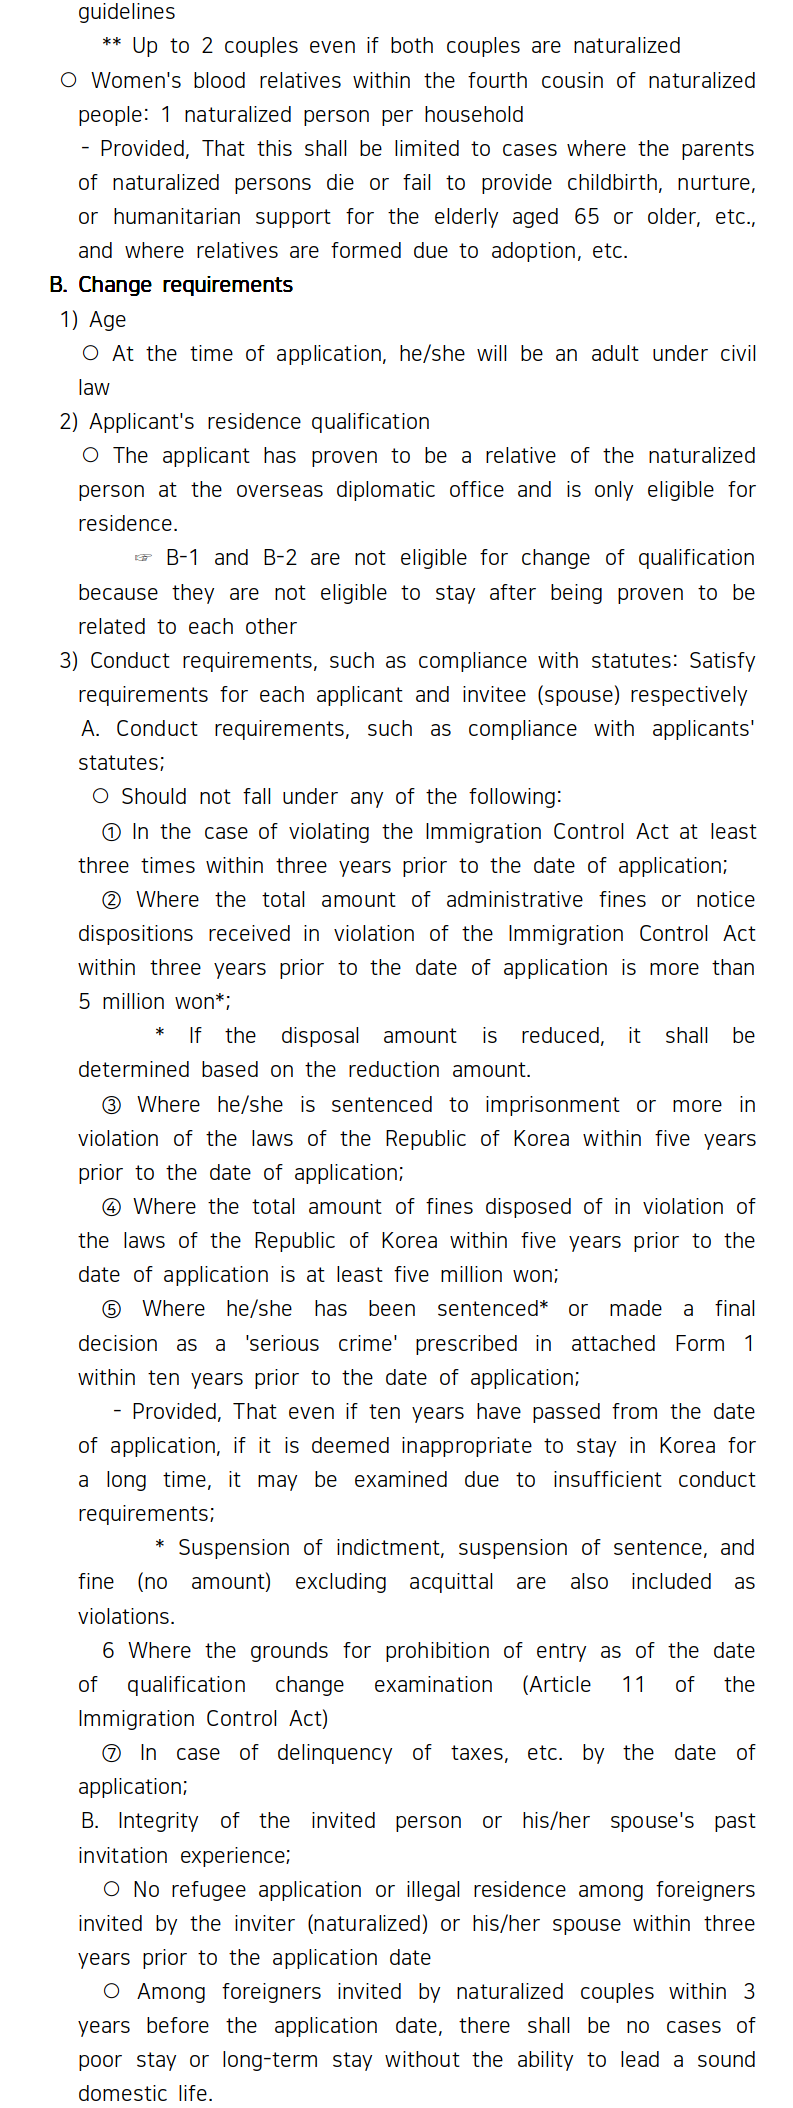 guidelines
** Up to 2 couples even if both couples are naturalized
○ Women's blood relatives within the fourth cousin of naturalized
people: 1 naturalized person per household
- Provided, That this shall be limited to cases where the parents
of naturalized persons die or fail to provide childbirth, nurture,
or humanitarian support for the elderly aged 65 or older, etc.,
and where relatives are formed due to adoption, etc.
B. Change requirements
1) Age
○ At the time of application, he/she will be an adult under civil
law
2) Applicant's residence qualification
○ The applicant has proven to be a relative of the naturalized
person at the overseas diplomatic office and is only eligible for
residence.
☞ B-1 and B-2 are not eligible for change of qualification
because they are not eligible to stay after being proven to be
related to each other
3) Conduct requirements, such as compliance with statutes: Satisfy
requirements for each applicant and invitee (spouse) respectively
A. Conduct requirements, such as compliance with applicants'
statutes;
○ Should not fall under any of the following:
① In the case of violating the Immigration Control Act at least
three times within three years prior to the date of application;
② Where the total amount of administrative fines or notice
dispositions received in violation of the Immigration Control Act
within three years prior to the date of application is more than
5 million won*;
* If the disposal amount is reduced, it shall be
determined based on the reduction amount.
③ Where he/she is sentenced to imprisonment or more in
violation of the laws of the Republic of Korea within five years
prior to the date of application;
④ Where the total amount of fines disposed of in violation of
the laws of the Republic of Korea within five years prior to the
date of application is at least five million won;
⑤ Where he/she has been sentenced* or made a final
decision as a 'serious crime' prescribed in attached Form 1
within ten years prior to the date of application;
- Provided, That even if ten years have passed from the date
of application, if it is deemed inappropriate to stay in Korea for
a long time, it may be examined due to insufficient conduct
requirements;
* Suspension of indictment, suspension of sentence, and
fine (no amount) excluding acquittal are also included as
violations.
6 Where the grounds for prohibition of entry as of the date
of qualification change examination (Article 11 of the
Immigration Control Act)
⑦ In case of delinquency of taxes, etc. by the date of
application;
B. Integrity of the invited person or his/her spouse's past
invitation experience;
○ No refugee application or illegal residence among foreigners
invited by the inviter (naturalized) or his/her spouse within three
years prior to the application date
○ Among foreigners invited by naturalized couples within 3
years before the application date, there shall be no cases of
poor stay or long-term stay without the ability to lead a sound
domestic life.